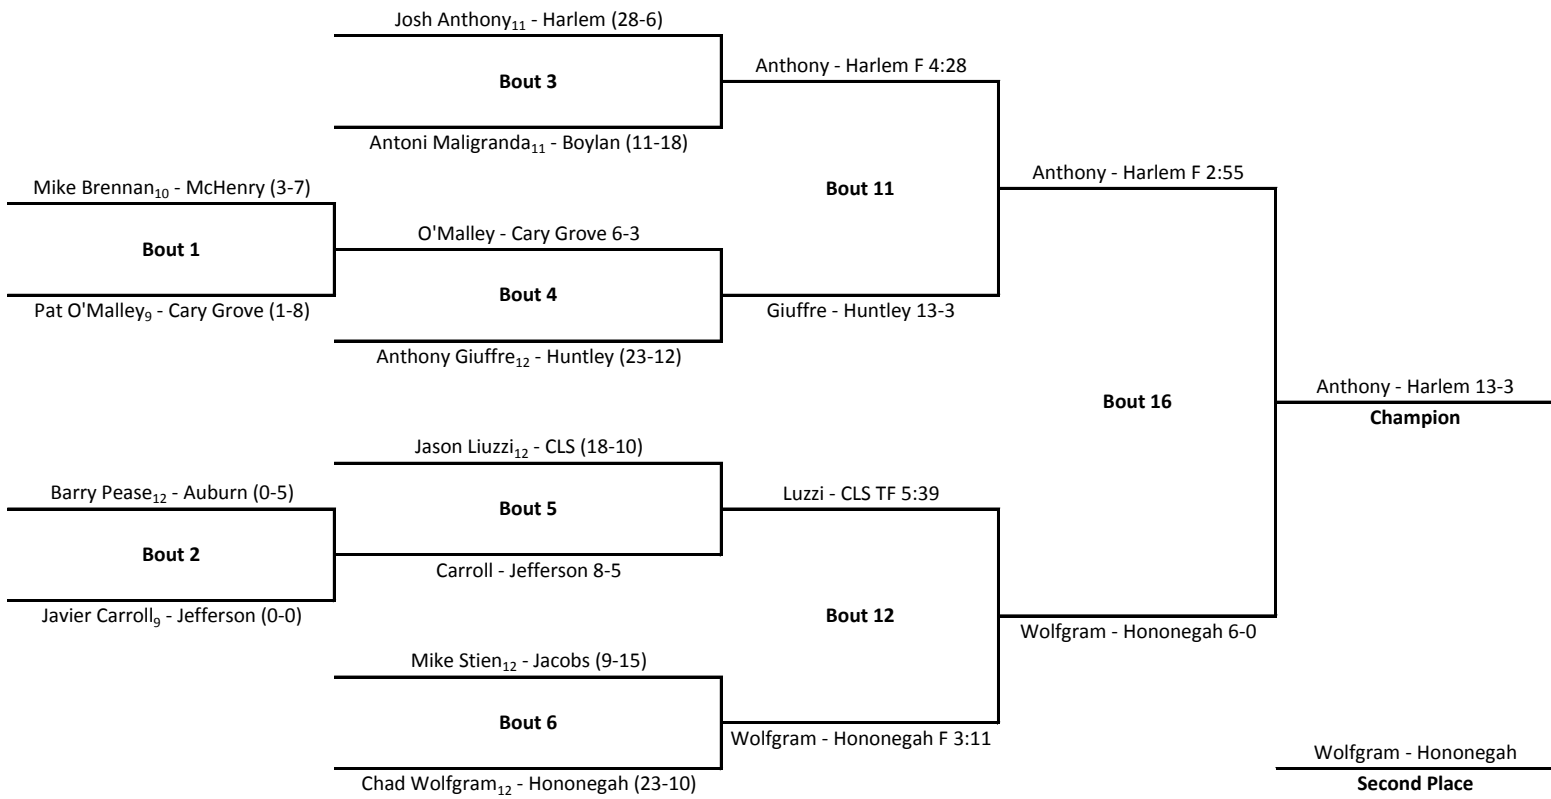 Josh Anthony₁₁ - Harlem (28-6)
Bout 3
Antoni Maligranda₁₁ - Boylan (11-18)
Anthony - Harlem F 4:28
Mike Brennan₁₀ - McHenry (3-7)
Bout 1
Pat O'Malley₉ - Cary Grove (1-8)
O'Malley - Cary Grove 6-3
Bout 4
Anthony Giuffre₁₂ - Huntley (23-12)
Bout 11
Giuffre - Huntley 13-3
Anthony - Harlem F 2:55
Bout 16
Anthony - Harlem 13-3
Champion
Jason Liuzzi₁₂ - CLS (18-10)
Bout 5
Carroll - Jefferson 8-5
Barry Pease₁₂ - Auburn (0-5)
Bout 2
Javier Carroll₉ - Jefferson (0-0)
Luzzi - CLS TF 5:39
Bout 12
Wolfgram - Hononegah 6-0
Mike Stien₁₂ - Jacobs (9-15)
Bout 6
Chad Wolfgram₁₂ - Hononegah (23-10)
Wolfgram - Hononegah F 3:11
Wolfgram - Hononegah
Second Place